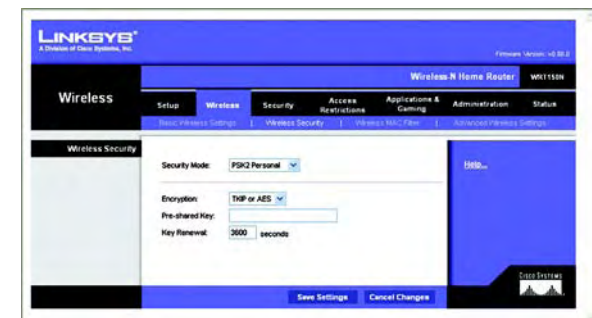 LINKSYS®
A Division of Cisco Systems, Inc.
Firmware Version: v0.00.0
Wireless-N Home Router WRT150N
Wireless
Setup Wireless Security Access Restrictions Applications & Gaming Administration Status
Basic Wireless Settings | Wireless Security | Wireless MAC Filter | Advanced Wireless Settings
Wireless Security
Security Mode: PSK2 Personal
Help...
Encryption: TKIP or AES
Pre-shared Key:
Key Renewal: 3600 seconds
Save Settings Cancel Changes
CISCO SYSTEMS